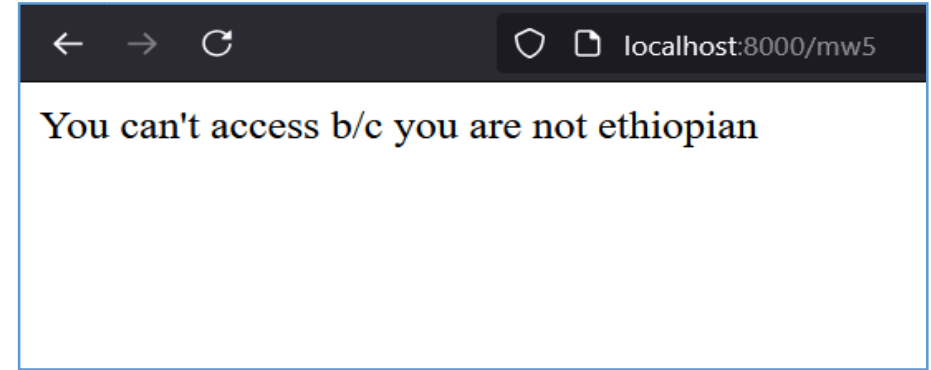 localhost:8000/mw5
You can't access b/c you are not ethiopian